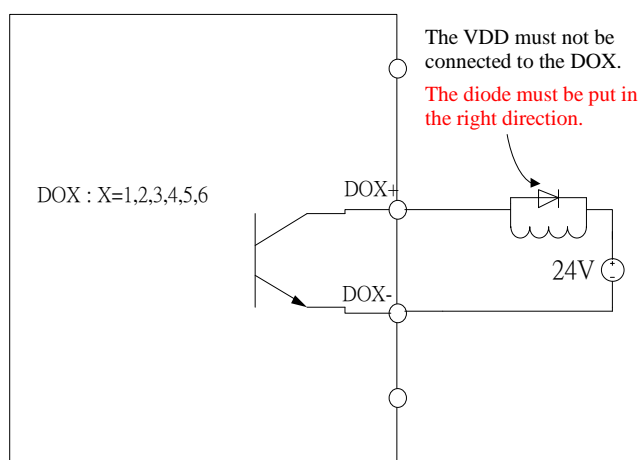 The VDD must not be
connected to the DOX.
The diode must be put in
the right direction.
DOX : X=1,2,3,4,5,6
DOX+
24V
DOX-